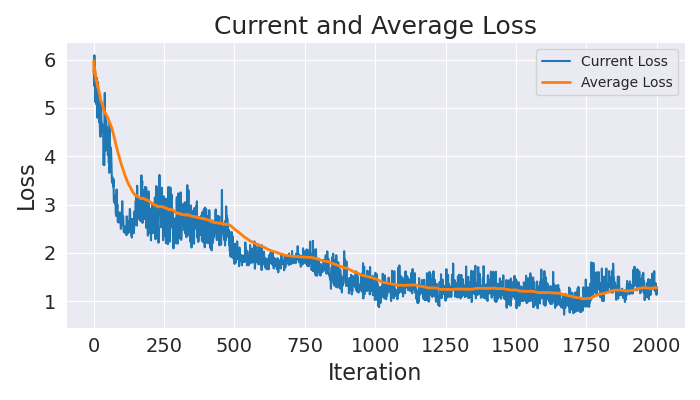 Current and Average Loss
Current Loss
Average Loss
Loss
6
5
4
3
2
1
0 250 500 750 1000 1250 1500 1750 2000
Iteration